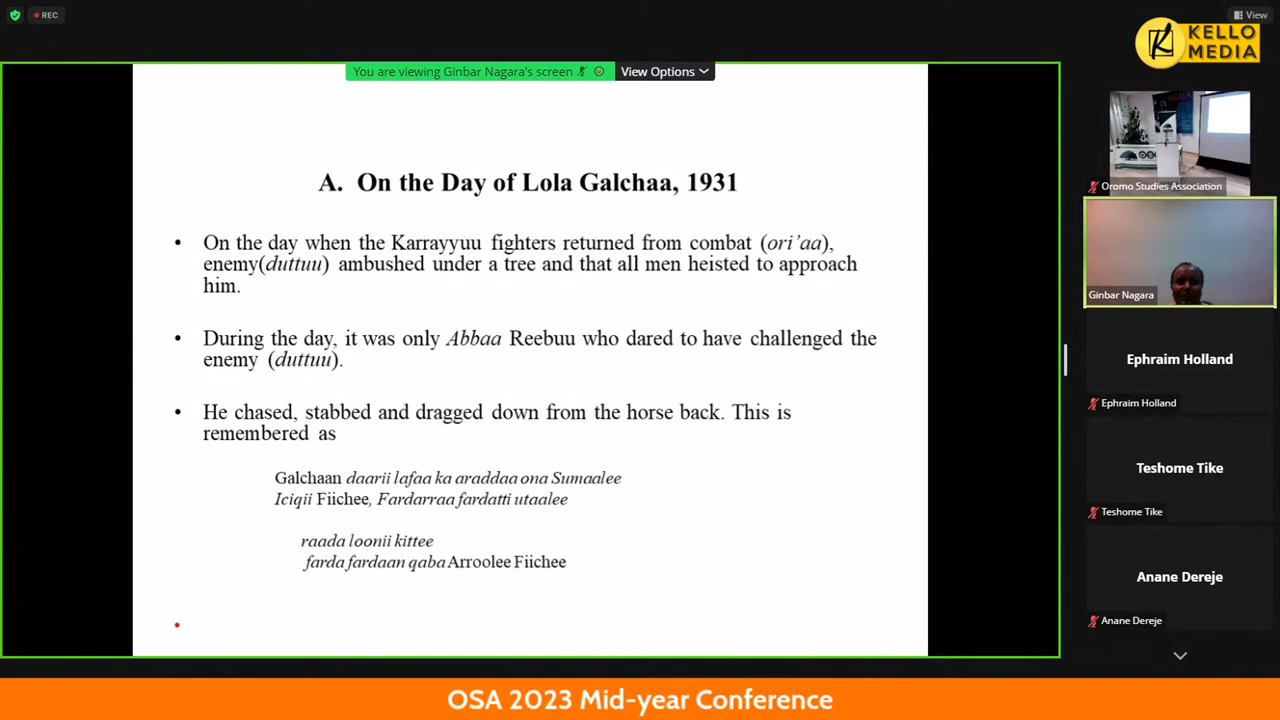 REC
View
KELLO
MEDIA
You are viewing Ginbar Nagara's screen
View Options
A. On the Day of Lola Galchaa, 1931
• On the day when the Karrayyuu fighters returned from combat (ori’aa),
enemy(duttuu) ambushed under a tree and that all men heisted to approach
him.
• During the day, it was only Abbaa Reebuu who dared to have challenged the
enemy (duttuu).
• He chased, stabbed and dragged down from the horse back. This is
remembered as
Galchaan daarii lafaa ka araddaa ona Sumaalee
Iciqii Fiichee, Fardarraa fardatti utaalee
raada loonii kittee
farda fardaan qaba Arroolee Fiichee
•
Oromo Studies Association
Ginbar Nagara
Ephraim Holland
Ephraim Holland
Teshome Tike
Teshome Tike
Anane Dereje
Anane Dereje
OSA 2023 Mid-year Conference